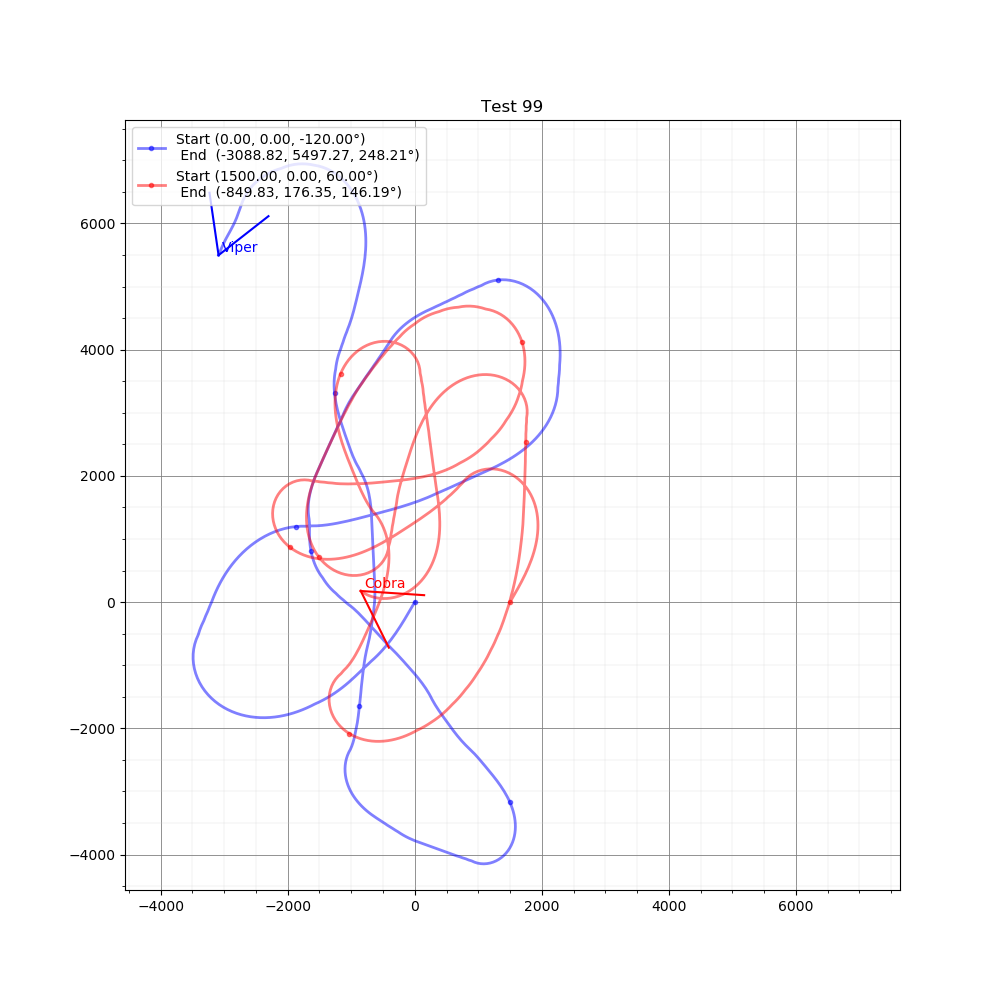 Test 99
Start (0.00, 0.00, -120.00°)
End  (-3088.82, 5497.27, 248.21°)
Start (1500.00, 0.00, 60.00°)
End  (-849.83, 176.35, 146.19°)
6000
4000
2000
0
−2000
−4000
Viper
Cobra
−4000 −2000 0 2000 4000 6000